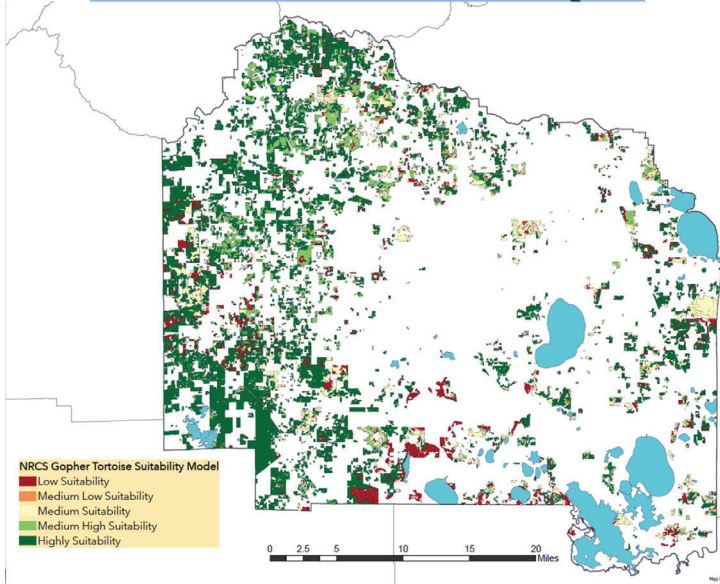 NRCS Gopher Tortoise Suitability Model
Low Suitability
Medium Low Suitability
Medium Suitability
Medium High Suitability
Highly Suitability
0 2.5 5 10 15 20
Miles
Map